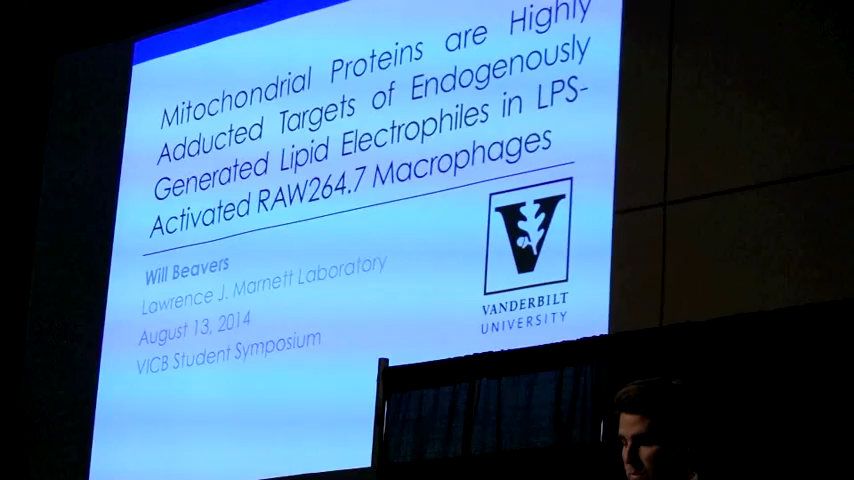 Mitochondrial Proteins are Highly
Adducted Targets of Endogenously
Generated Lipid Electrophiles in LPS-
Activated RAW264.7 Macrophages
Will Beavers
Lawrence J. Marnett Laboratory
August 13, 2014
VICB Student Symposium
V
VANDERBILT
UNIVERSITY